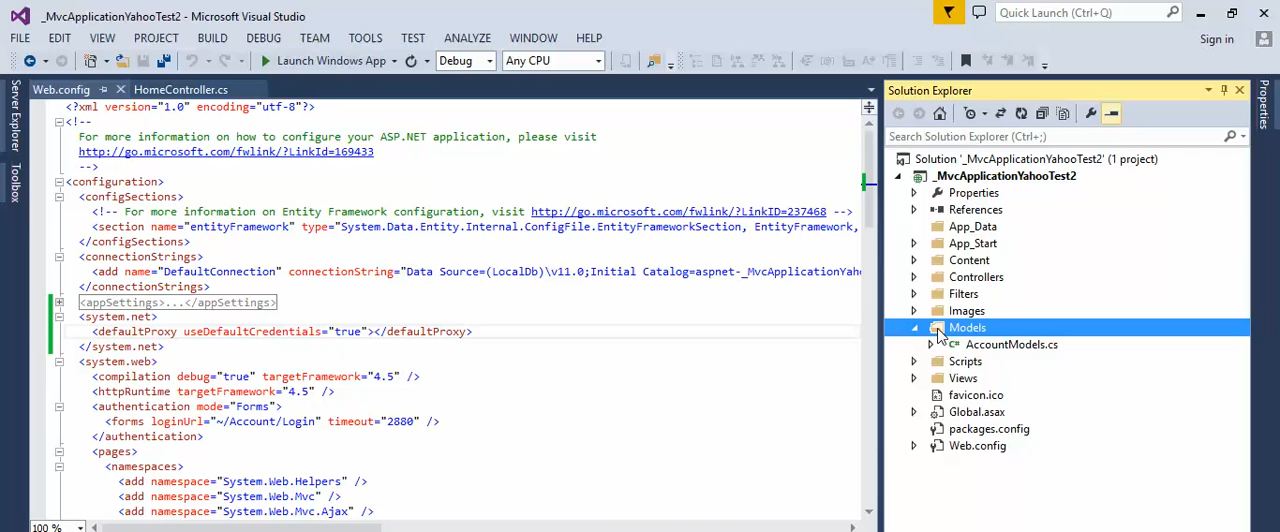 _MvcApplicationYahooTest2 - Microsoft Visual Studio
Quick Launch (Ctrl+Q)
FILE EDIT VIEW PROJECT BUILD DEBUG TEAM TOOLS TEST ANALYZE WINDOW HELP
Sign in
Launch Windows App Debug Any CPU
Server Explorer
Toolbox
Web.config HomeController.cs
<?xml version="1.0" encoding="utf-8"?>
<!--
For more information on how to configure your ASP.NET application, please visit
http://go.microsoft.com/fwlink/?LinkId=169433
-->
<configuration>
<configSections>
<!-- For more information on Entity Framework configuration, visit http://go.microsoft.com/fwlink/?LinkID=237468 -->
<section name="entityFramework" type="System.Data.Entity.Internal.ConfigFile.EntityFrameworkSection, EntityFramework,
</configSections>
<connectionStrings>
<add name="DefaultConnection" connectionString="Data Source=(LocalDb)\v11.0;Initial Catalog=aspnet-_MvcApplicationYaho
</connectionStrings>
<appSettings>...</appSettings>
<system.net>
<defaultProxy useDefaultCredentials="true"></defaultProxy>
</system.net>
<system.web>
<compilation debug="true" targetFramework="4.5" />
<httpRuntime targetFramework="4.5" />
<authentication mode="Forms">
<forms loginUrl="~/Account/Login" timeout="2880" />
</authentication>
<pages>
<namespaces>
<add namespace="System.Web.Helpers" />
<add namespace="System.Web.Mvc" />
<add namespace="System.Web.Mvc.Ajax" />
100 %
Solution Explorer
Search Solution Explorer (Ctrl+;)
Solution '_MvcApplicationYahooTest2' (1 project)
_MvcApplicationYahooTest2
Properties
References
App_Data
App_Start
Content
Controllers
Filters
Images
Models
C# AccountModels.cs
Scripts
Views
favicon.ico
Global.asax
packages.config
Web.config
Properties